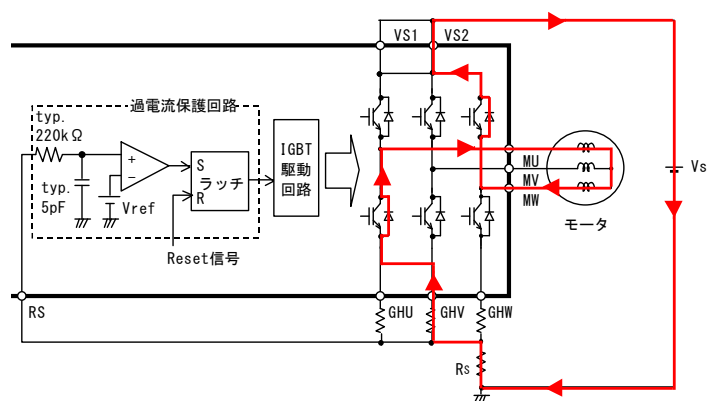 VS1 VS2
過電流保護回路
typ.
220kΩ
typ.
5pF
+
−
Vref
S
ラッチ
R
Reset信号
IGBT
駆動
回路
MU
MV
MW
モータ
Vs
RS
GHU
GHV
GHW
Rs